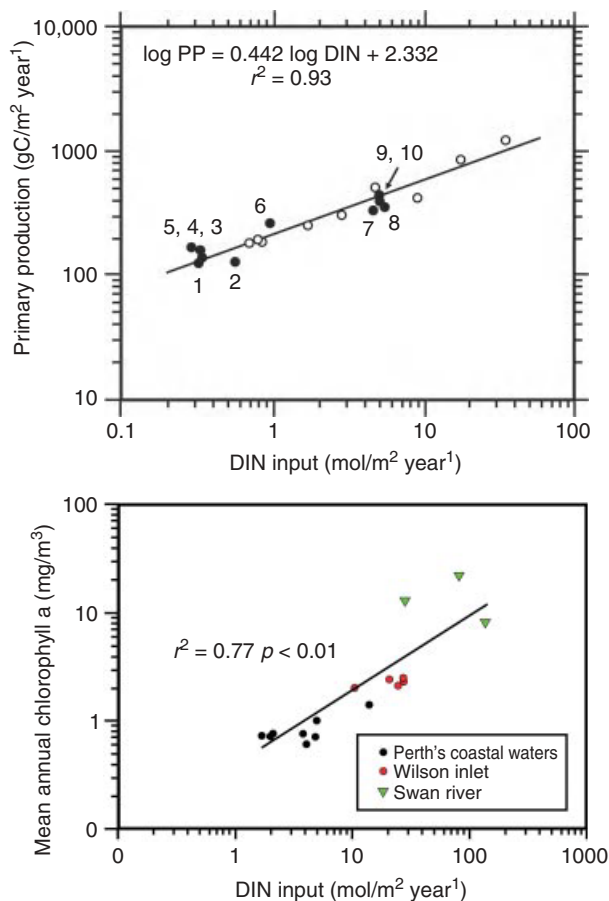 10,000
log PP = 0.442 log DIN + 2.332
r² = 0.93
1000
100
10
9, 10
6
5, 4, 3
7
8
1
2
0.1
1
10
100
Primary production (gC/m² year¹)
DIN input (mol/m² year¹)
100
10
1
0
r² = 0.77 p < 0.01
Perth's coastal waters
Wilson inlet
Swan river
0
1
10
100
1000
Mean annual chlorophyll a (mg/m³)
DIN input (mol/m² year¹)